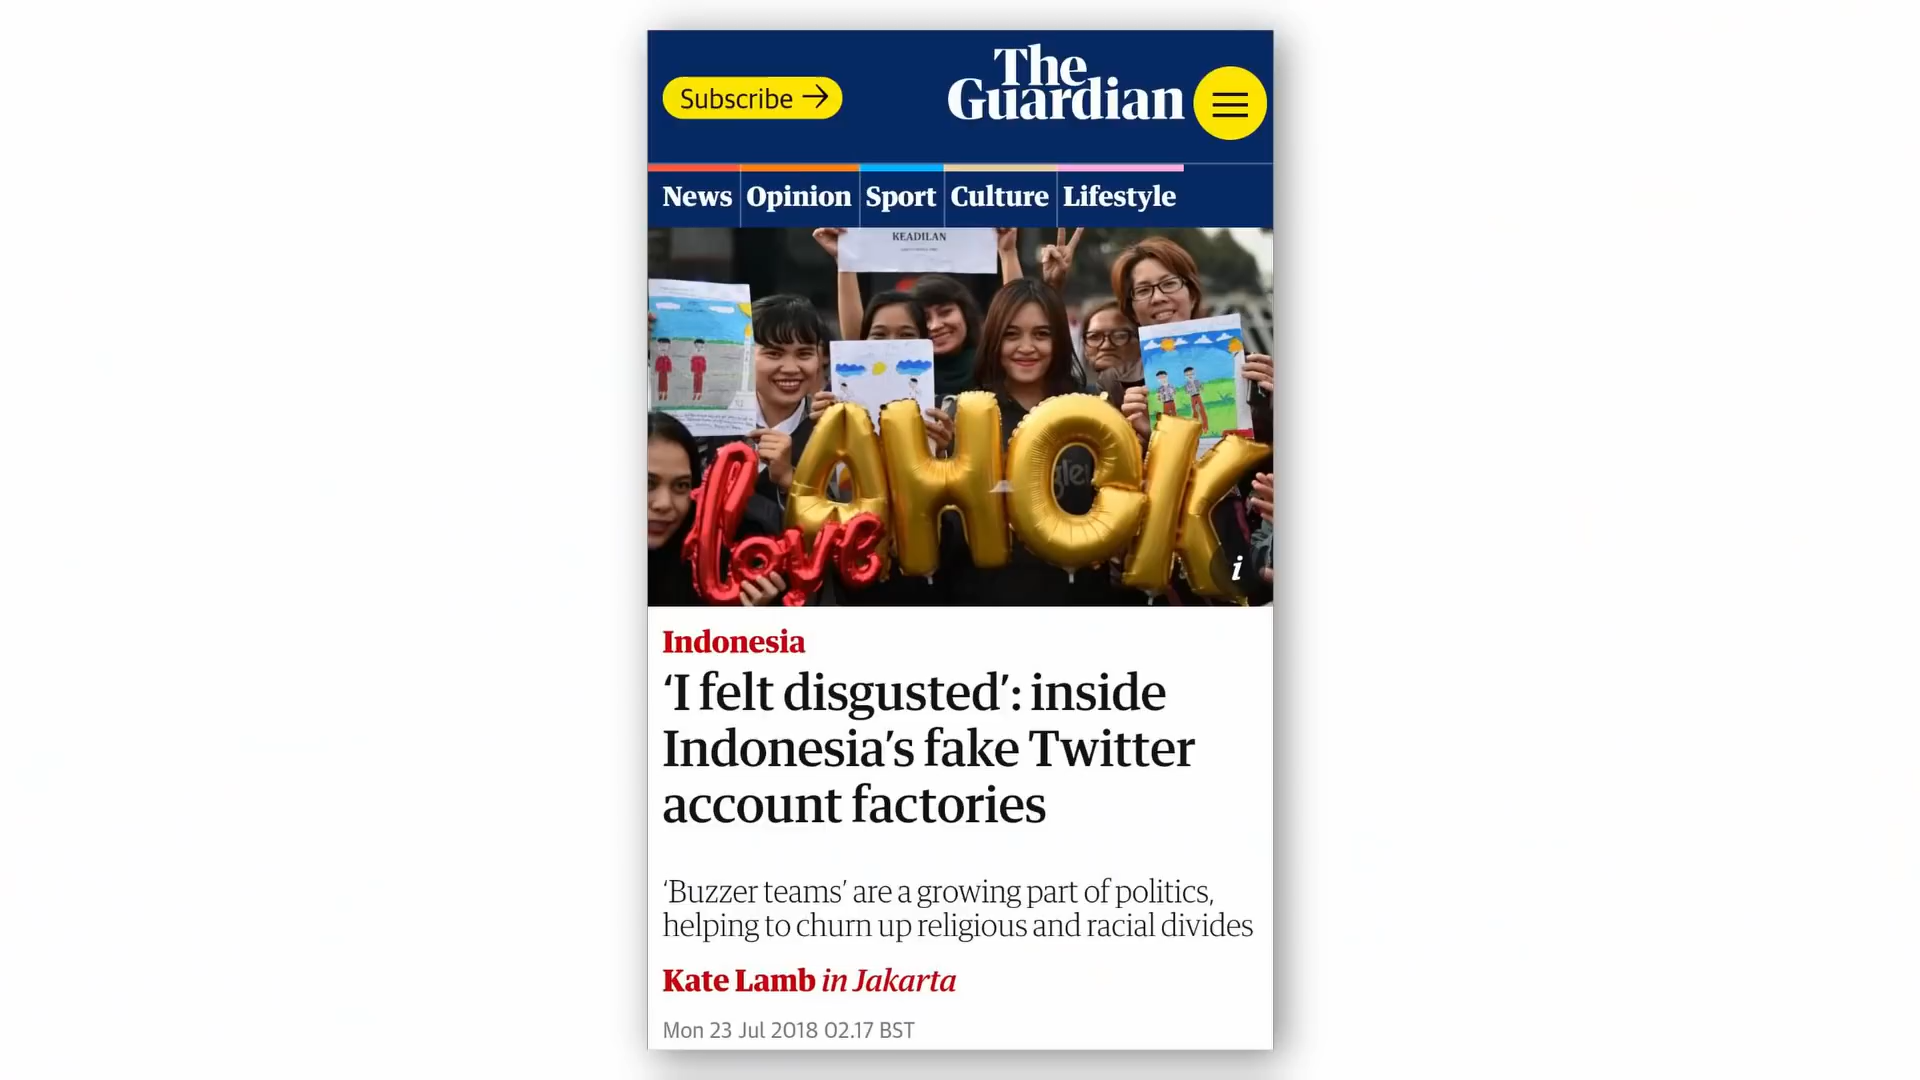 Subscribe →
The
Guardian
News Opinion Sport Culture Lifestyle
KEADILAN
love
AHOK
i
Indonesia
‘I felt disgusted’: inside
Indonesia’s fake Twitter
account factories
‘Buzzer teams’ are a growing part of politics,
helping to churn up religious and racial divides
Kate Lamb in Jakarta
Mon 23 Jul 2018 02.17 BST